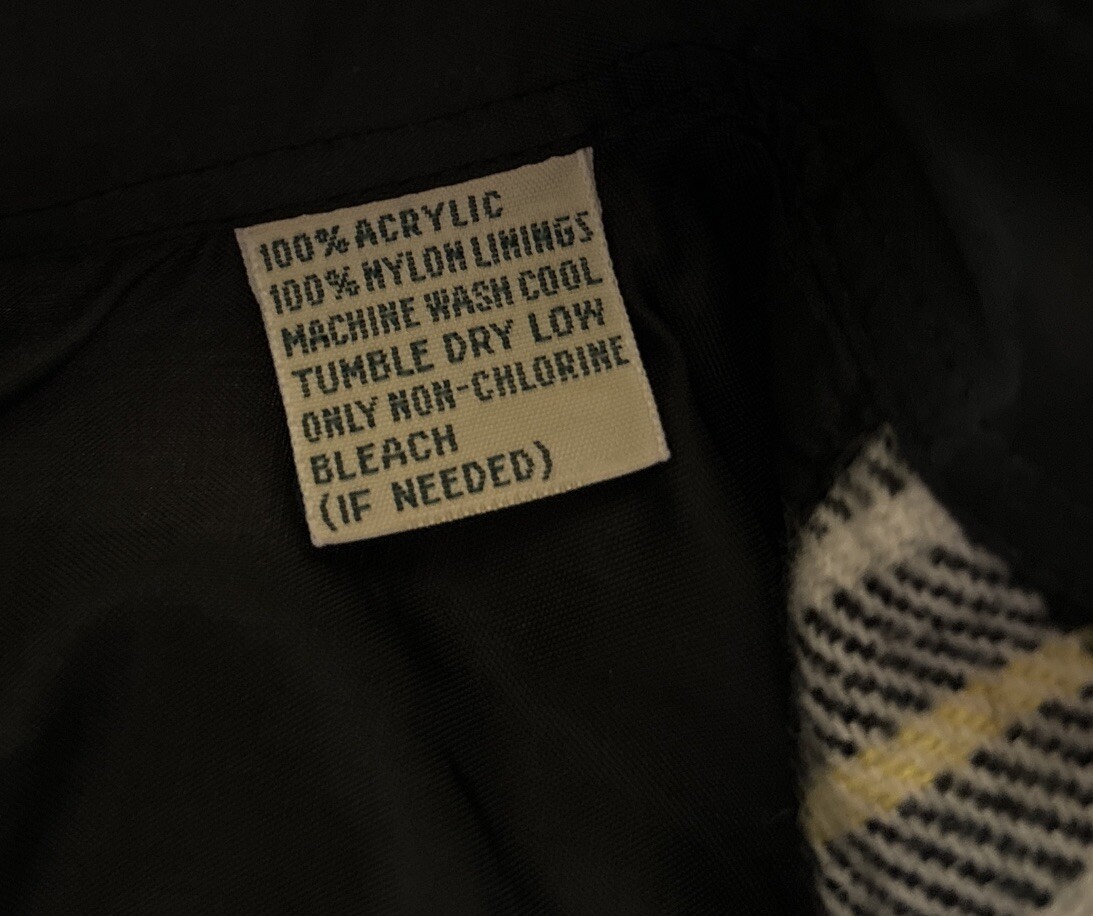 100% ACRYLIC
100% NYLON LININGS
MACHINE WASH COOL
TUMBLE DRY LOW
ONLY NON-CHLORINE
BLEACH
(IF NEEDED)